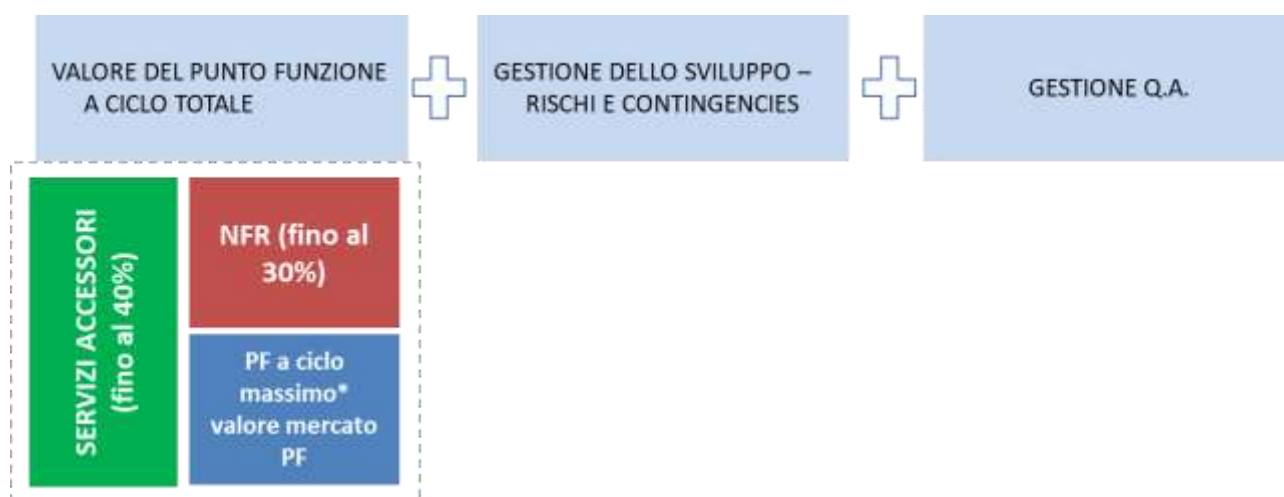 VALORE DEL PUNTO FUNZIONE
A CICLO TOTALE
GESTIONE DELLO SVILUPPO –
RISCHI E CONTINGENCIES
GESTIONE Q.A.
SERVIZI ACCESSORI
(fino al 40%)
NFR (fino al
30%)
PF a ciclo
massimo*
valore mercato
PF